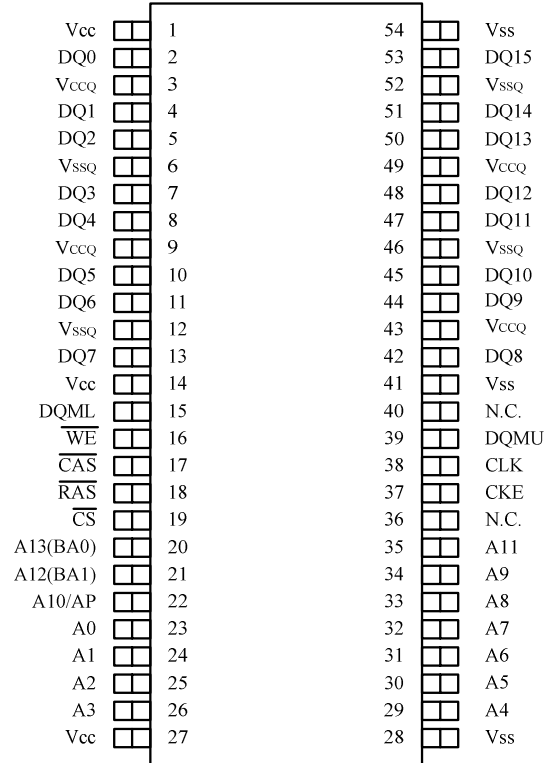 Vcc 1 54 Vss
DQ0 2 53 DQ15
VCCQ 3 52 VSSQ
DQ1 4 51 DQ14
DQ2 5 50 DQ13
VSSQ 6 49 VCCQ
DQ3 7 48 DQ12
DQ4 8 47 DQ11
VCCQ 9 46 VSSQ
DQ5 10 45 DQ10
DQ6 11 44 DQ9
VSSQ 12 43 VCCQ
DQ7 13 42 DQ8
Vcc 14 41 Vss
DQML 15 40 N.C.
W̅E̅ 16 39 DQMU
C̅A̅S̅ 17 38 CLK
R̅A̅S̅ 18 37 CKE
C̅S̅ 19 36 N.C.
A13(BA0) 20 35 A11
A12(BA1) 21 34 A9
A10/AP 22 33 A8
A0 23 32 A7
A1 24 31 A6
A2 25 30 A5
A3 26 29 A4
Vcc 27 28 Vss